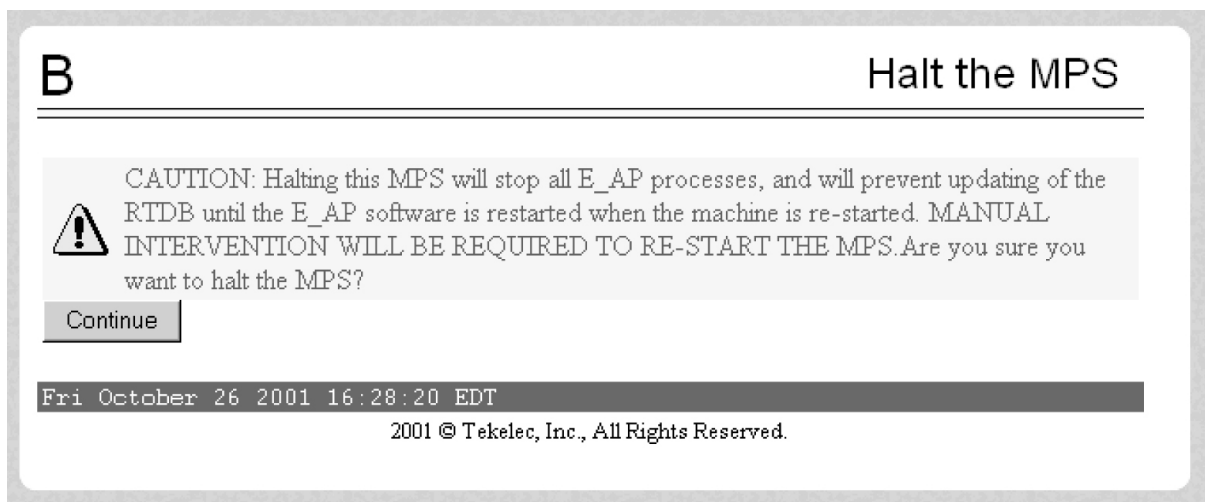 B
Halt the MPS
CAUTION: Halting this MPS will stop all E_AP processes, and will prevent updating of the
RTDB until the E_AP software is restarted when the machine is re-started. MANUAL
INTERVENTION WILL BE REQUIRED TO RE-START THE MPS.Are you sure you
want to halt the MPS?
Continue
Fri October 26 2001 16:28:20 EDT
2001 © Tekelec, Inc., All Rights Reserved.